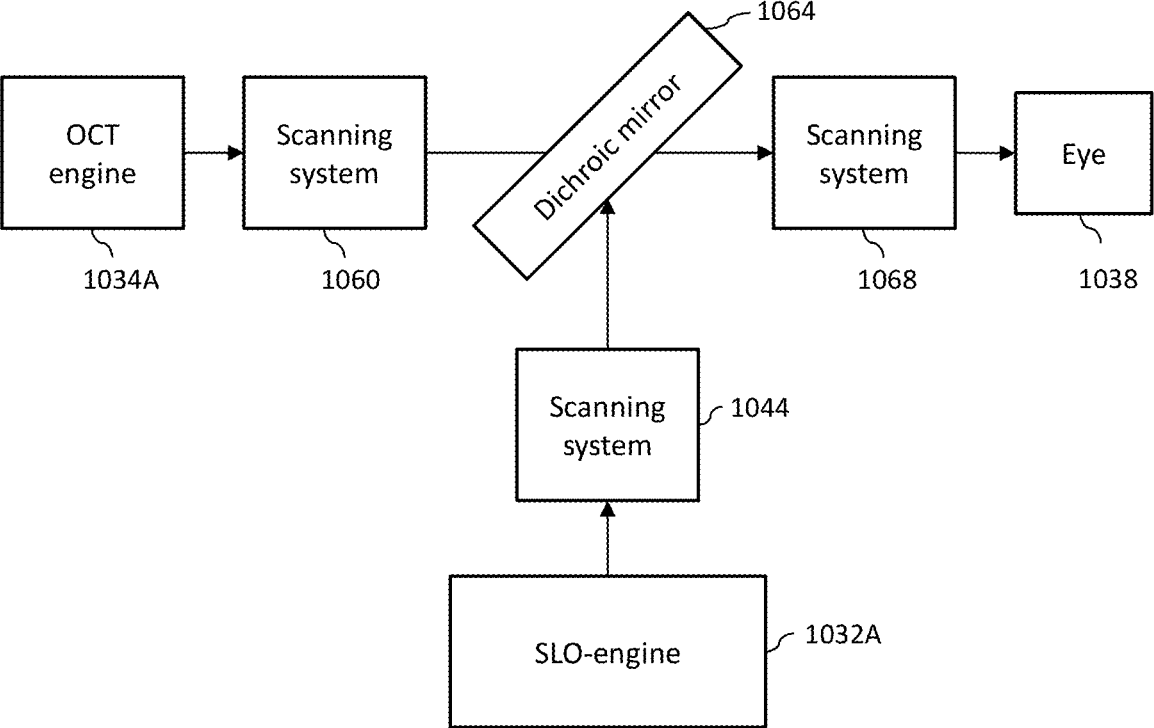 1064
OCT
engine
Scanning
system
Dichroic mirror
Scanning
system
Eye
1034A
1060
1068
1038
Scanning
system
1044
SLO-engine
1032A